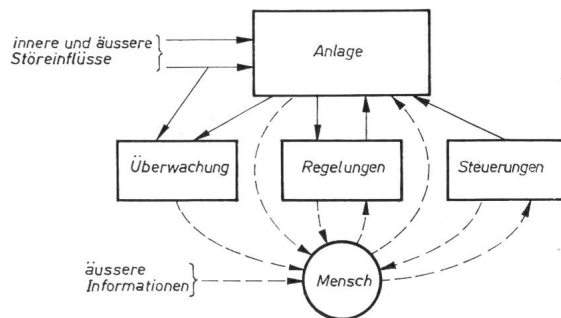 innere und äussere
Störeinflüsse
Anlage
Überwachung
Regelungen
Steuerungen
äussere
Informationen
Mensch